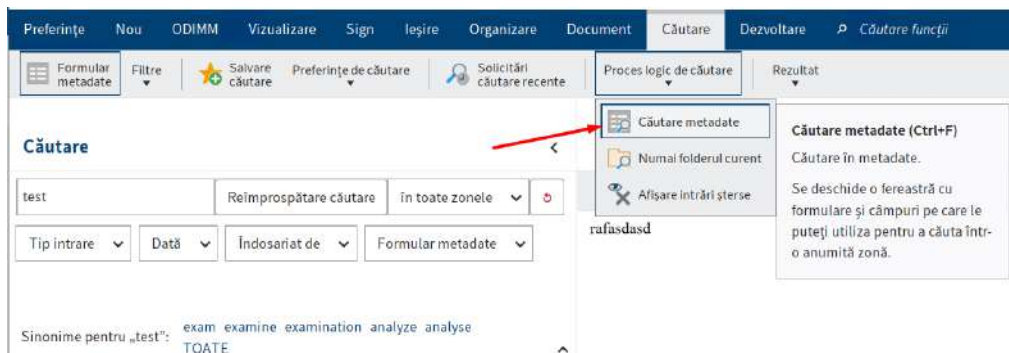 Preferințe Nou ODIMM Vizualizare Sign Ieșire Organizare Document Căutare Dezvoltare Căutare funcții
Formular metadate Filtre Salvare căutare Preferințe de căutare Solicitări căutare recente Proces logic de căutare Rezultat
Căutare
test Reîmprospătare căutare în toate zonele
Tip intrare Dată Îndosariat de Formular metadate
Sinonime pentru „test”: exam examine examination analyze analyse
TOATE
Căutare metadate
Numai folderul curent
Afișare intrări șterse
rafasdasd
Căutare metadate (Ctrl+F)
Căutare în metadate.
Se deschide o fereastră cu
formulare și câmpuri pe care le
puteți utiliza pentru a căuta într-
o anumită zonă.